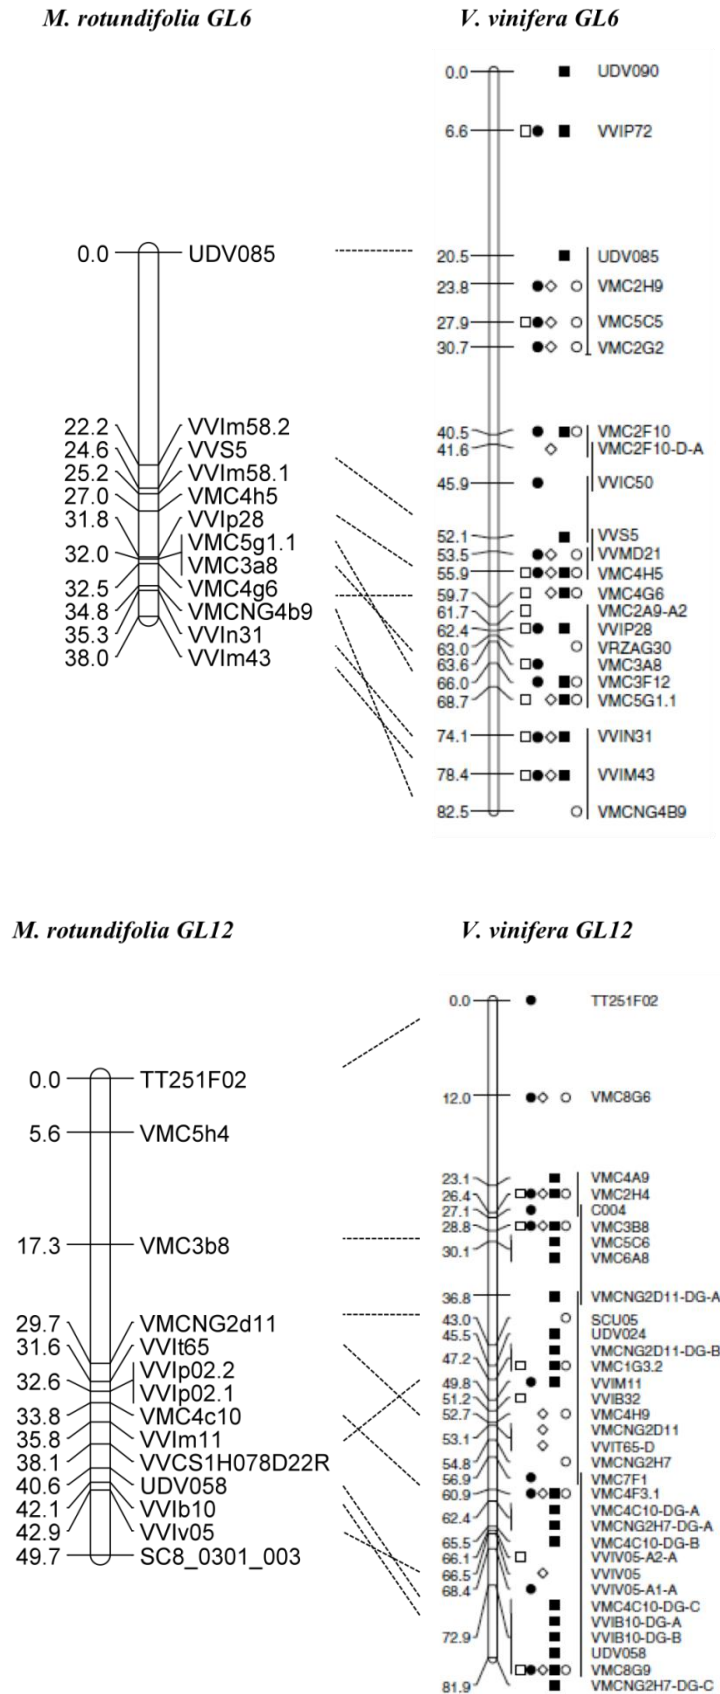 M. rotundifolia GL6
V. vinifera GL6
0.0 UDV085
22.2 VVIm58.2
24.6 VVS5
25.2 VVIm58.1
27.0 VMC4h5
31.8 VVIp28
32.0 VMC5g1.1
VMC3a8
32.5 VMC4g6
34.8 VMCNG4b9
35.3 VVIn31
38.0 VVIm43
0.0 UDV090
6.6 VVIP72
20.5 UDV085
23.8 VMC2H9
27.9 VMC5C5
30.7 VMC2G2
40.5 VMC2F10
41.6 VMC2F10-D-A
45.9 VVIC50
52.1 VVS5
53.5 VVMD21
55.9 VMC4H5
59.7 VMC4G6
61.7 VMC2A9-A2
62.4 VVIP28
63.0 VRZAG30
63.6 VMC3A8
66.0 VMC3F12
68.7 VMC5G1.1
74.1 VVIN31
78.4 VVIM43
82.5 VMCNG4B9
M. rotundifolia GL12
V. vinifera GL12
0.0 TT251F02
5.6 VMC5h4
17.3 VMC3b8
29.7 VMCNG2d11
31.6 VVIt65
32.6 VVIp02.2
VVIp02.1
33.8 VMC4c10
35.8 VVIm11
38.1 VVCS1H078D22R
40.6 UDV058
42.1 VVIb10
42.9 VVIv05
49.7 SC8_0301_003
0.0 TT251F02
12.0 VMC8G6
23.1 VMC4A9
26.4 VMC2H4
27.1 C004
28.8 VMC3B8
30.1 VMC5C6
VMC6A8
36.8 VMCNG2D11-DG-A
43.0 SCU05
45.5 UDV024
47.2 VMCNG2D11-DG-B
VMC1G3.2
49.8 VVIM11
51.2 VVIB32
52.7 VMC4H9
53.1 VMCNG2D11
VVIT65-D
54.8 VMCNG2H7
56.9 VMC7F1
60.9 VMC4F3.1
62.4 VMC4C10-DG-A
VMCNG2H7-DG-A
65.5 VMC4C10-DG-B
66.1 VVIV05-A2-A
66.5 VVIV05
68.4 VVIV05-A1-A
72.9 VMC4C10-DG-C
VVIB10-DG-A
VVIB10-DG-B
UDV058
VMC8G9
81.9 VMCNG2H7-DG-C